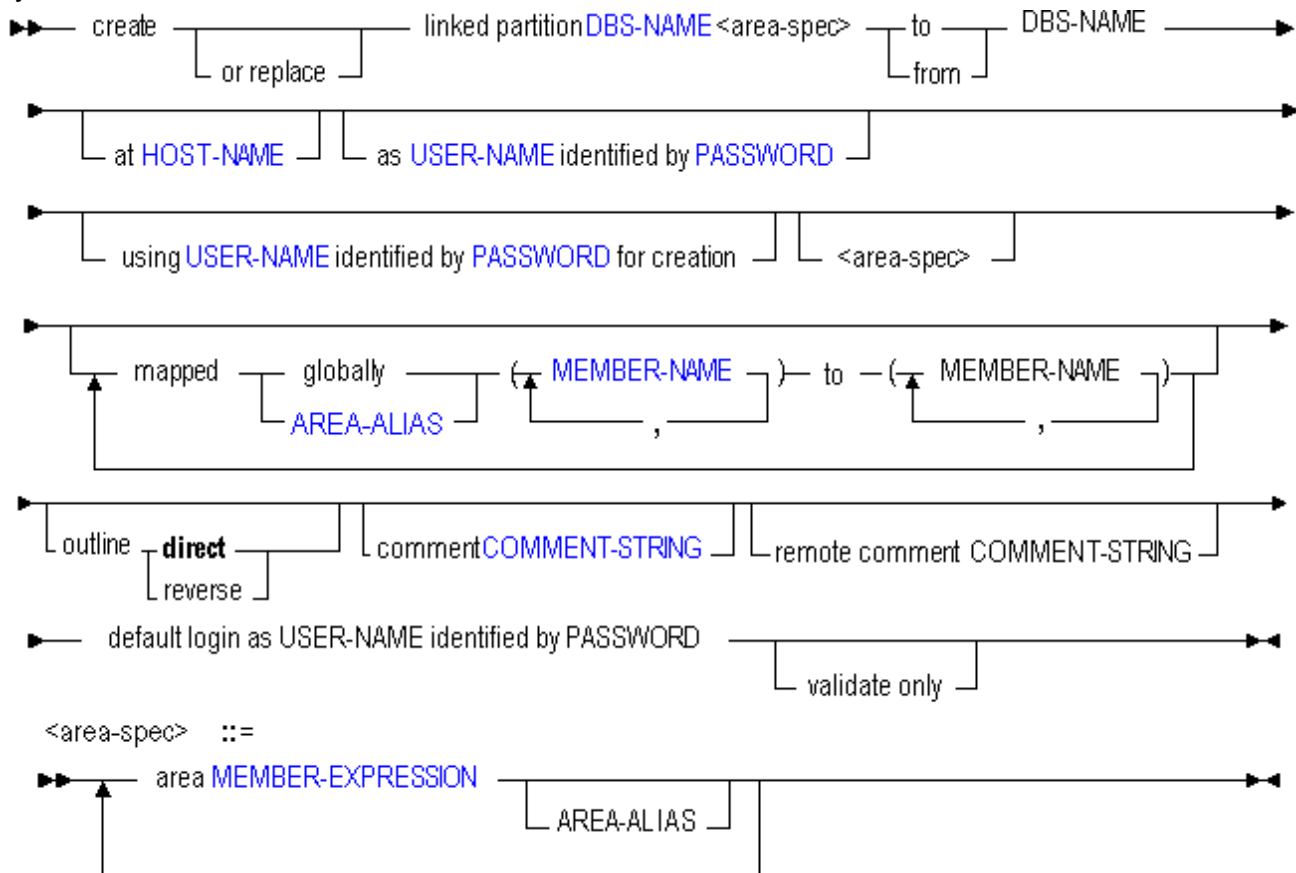 create linked partition DBS-NAME <area-spec> to DBS-NAME
or replace from
at HOST-NAME as USER-NAME identified by PASSWORD
using USER-NAME identified by PASSWORD for creation <area-spec>
mapped globally ( MEMBER-NAME ) to ( MEMBER-NAME )
AREA-ALIAS , ,
outline direct comment COMMENT-STRING remote comment COMMENT-STRING
reverse
default login as USER-NAME identified by PASSWORD
validate only
<area-spec> ::=
area MEMBER-EXPRESSION
AREA-ALIAS